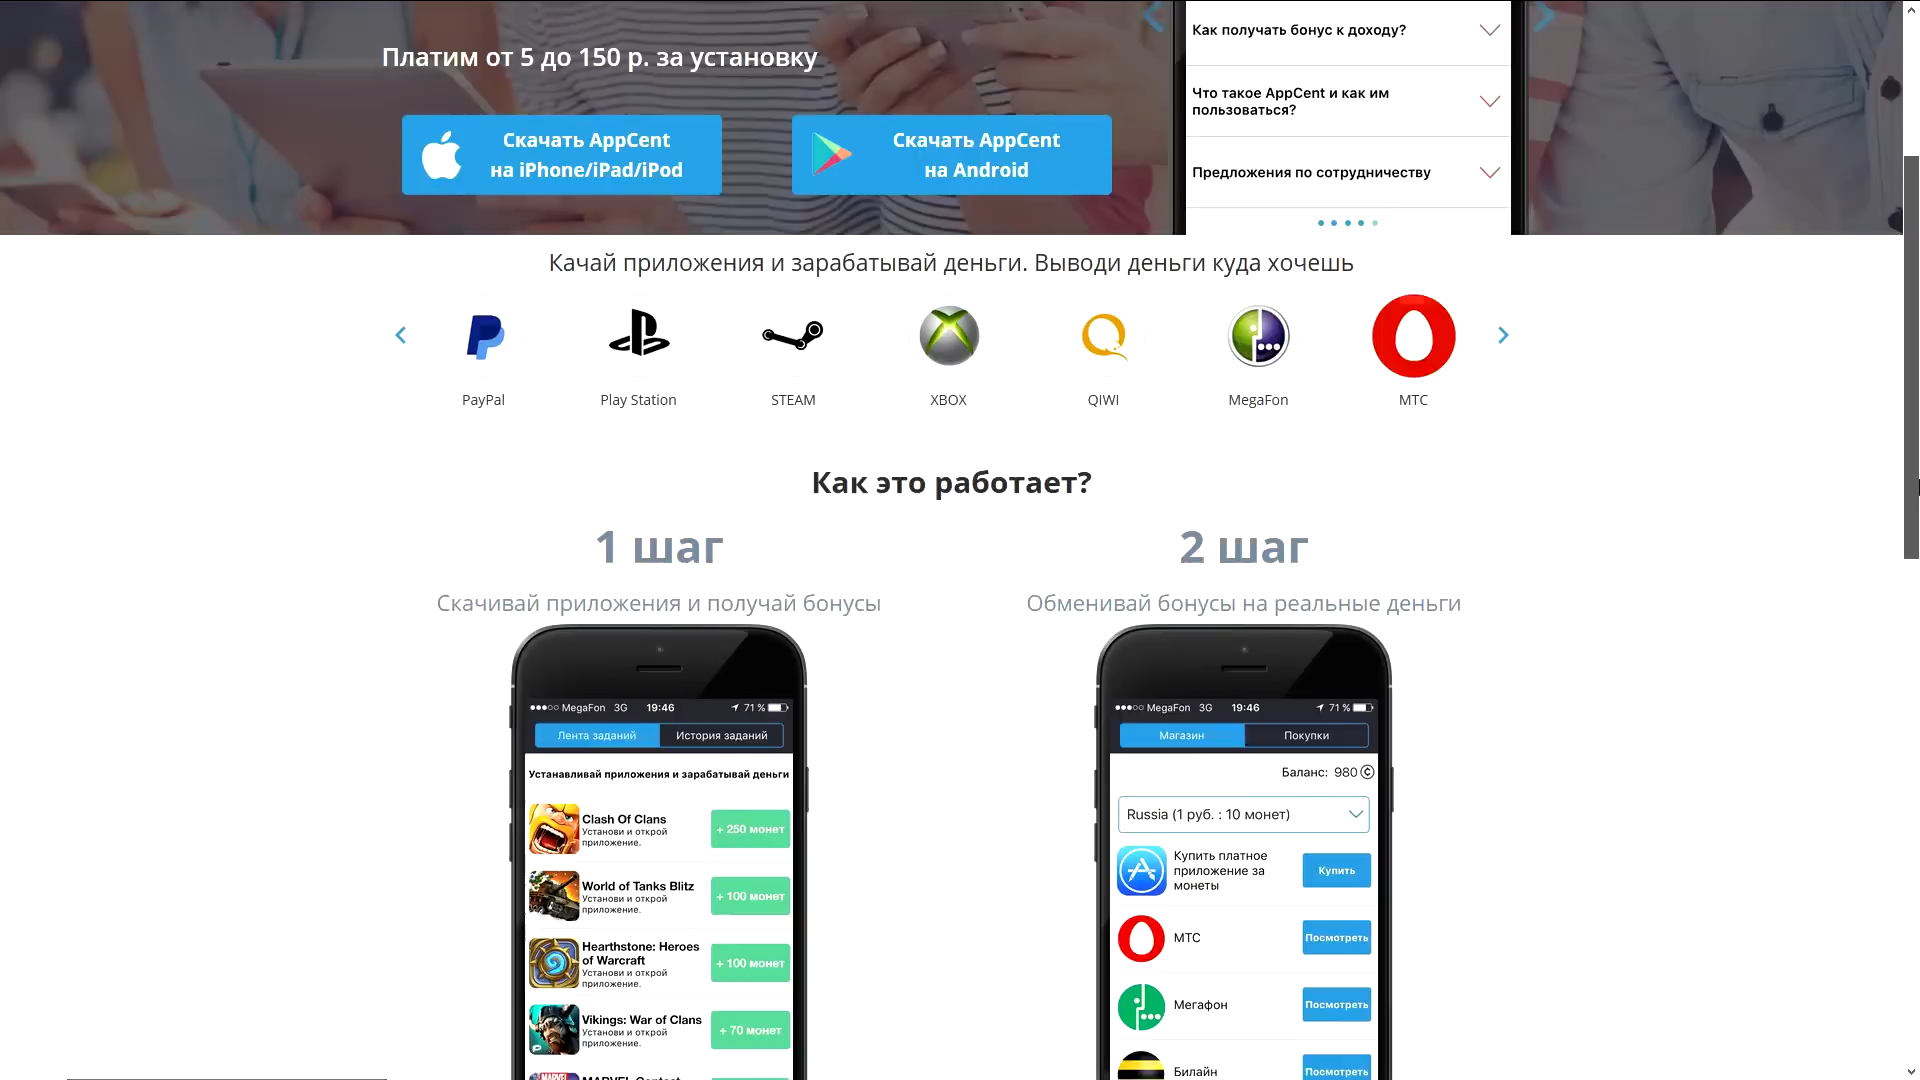 Как получать бонус к доходу?
Платим от 5 до 150 р. за установку
Что такое AppCent и как им
пользоваться?
Скачать AppCent
на iPhone/iPad/iPod
Скачать AppCent
на Android
Предложения по сотрудничеству
Качай приложения и зарабатывай деньги. Выводи деньги куда хочешь
PayPal
Play Station
STEAM
XBOX
QIWI
MegaFon
МТС
Как это работает?
1 шаг
Скачивай приложения и получай бонусы
MegaFon 3G 19:46 71 %
Лента заданий
История заданий
Устанавливай приложения и зарабатывай деньги
Clash Of Clans
Установи и открой
приложение.
+ 250 монет
World of Tanks Blitz
Установи и открой
приложение.
+ 100 монет
Hearthstone: Heroes
of Warcraft
Установи и открой
приложение.
+ 100 монет
Vikings: War of Clans
Установи и открой
приложение.
+ 70 монет
2 шаг
Обменивай бонусы на реальные деньги
MegaFon 3G 19:46 71 %
Магазин
Покупки
Баланс: 980
Russia (1 руб. : 10 монет)
Купить платное
приложение за
монеты
Купить
МТС
Посмотреть
Мегафон
Посмотреть
Билайн
Посмотреть